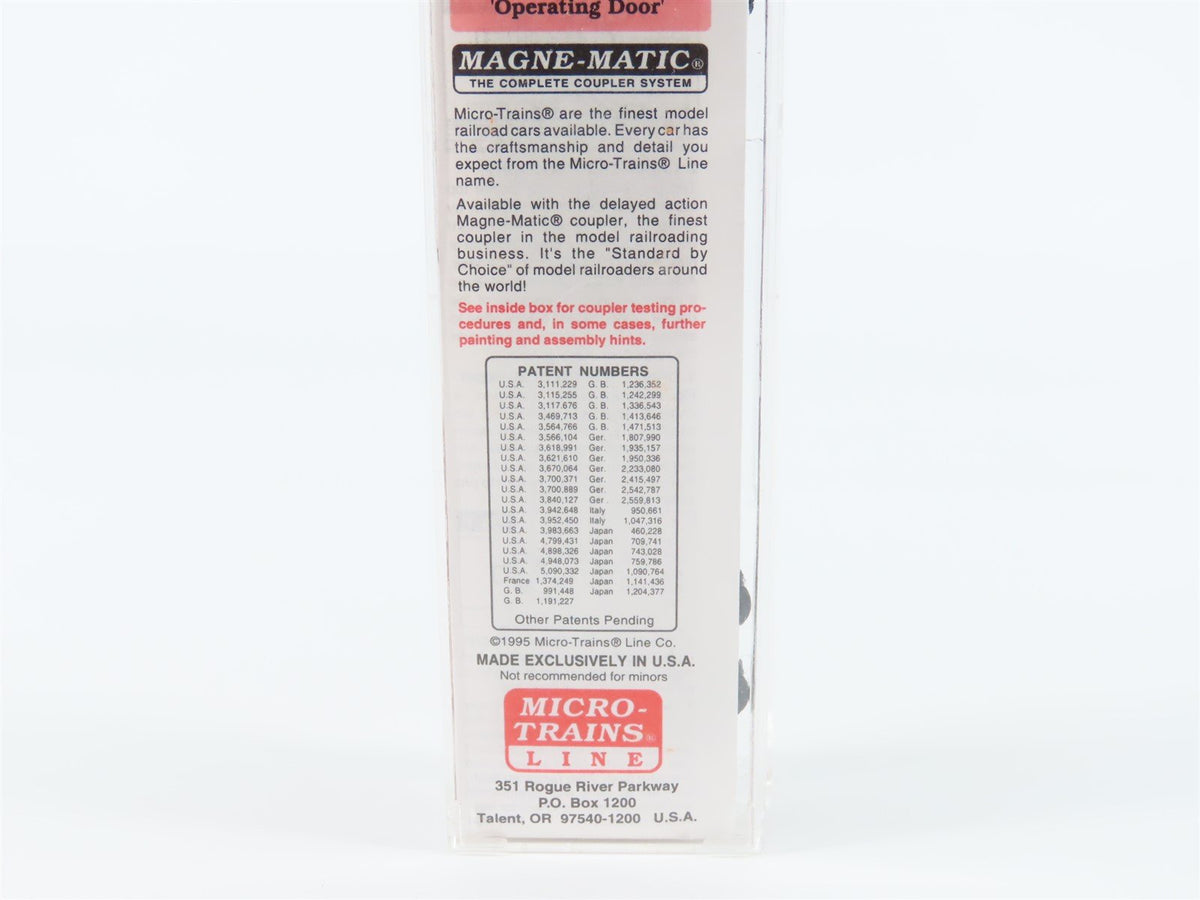 'Operating Door'
MAGNE-MATIC®
THE COMPLETE COUPLER SYSTEM
Micro-Trains® are the finest model
railroad cars available. Every car has
the craftsmanship and detail you
expect from the Micro-Trains® Line
name.
Available with the delayed action
Magne-Matic® coupler, the finest
coupler in the model railroading
business. It's the "Standard by
Choice" of model railroaders around
the world!
See inside box for coupler testing pro-
cedures and, in some cases, further
painting and assembly hints.
PATENT NUMBERS
U.S.A. 3,111,229 G. B. 1,236,352
U.S.A. 3,115,255 G. B. 1,242,299
U.S.A. 3,117,676 G. B. 1,336,543
U.S.A. 3,469,713 G. B. 1,413,646
U.S.A. 3,564,766 G. B. 1,471,513
U.S.A. 3,566,104 Ger. 1,807,990
U.S.A. 3,618,991 Ger. 1,935,157
U.S.A. 3,621,610 Ger. 1,950,336
U.S.A. 3,670,064 Ger. 2,233,080
U.S.A. 3,700,371 Ger. 2,415,497
U.S.A. 3,700,889 Ger. 2,542,787
U.S.A. 3,840,127 Ger. 2,559,813
U.S.A. 3,942,648 Italy 950,661
U.S.A. 3,952,450 Italy 1,047,316
U.S.A. 3,983,663 Japan 460,228
U.S.A. 4,799,431 Japan 709,741
U.S.A. 4,898,326 Japan 743,028
U.S.A. 4,948,073 Japan 759,786
U.S.A. 5,090,332 Japan 1,090,764
France 1,374,249 Japan 1,141,436
G. B. 991,448 Japan 1,204,377
G. B. 1,191,227
Other Patents Pending
©1995 Micro-Trains® Line Co.
MADE EXCLUSIVELY IN U.S.A.
Not recommended for minors
MICRO-
TRAINS®
LINE
351 Rogue River Parkway
P.O. Box 1200
Talent, OR 97540-1200 U.S.A.